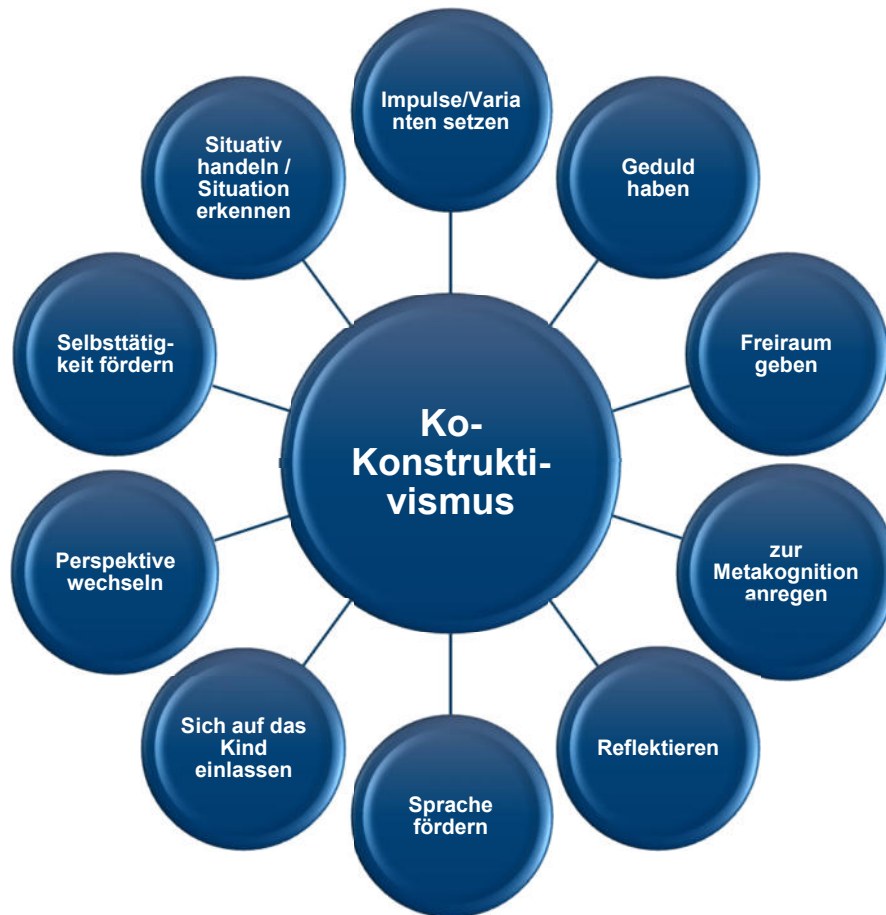 Impulse/Varia
nten setzen
Geduld
haben
Freiraum
geben
zur
Metakognition
anregen
Reflektieren
Sprache
fördern
Sich auf das
Kind
einlassen
Perspektive
wechseln
Selbsttätig-
keit fördern
Situativ
handeln /
Situation
erkennen
Ko-
Konstrukti-
vismus